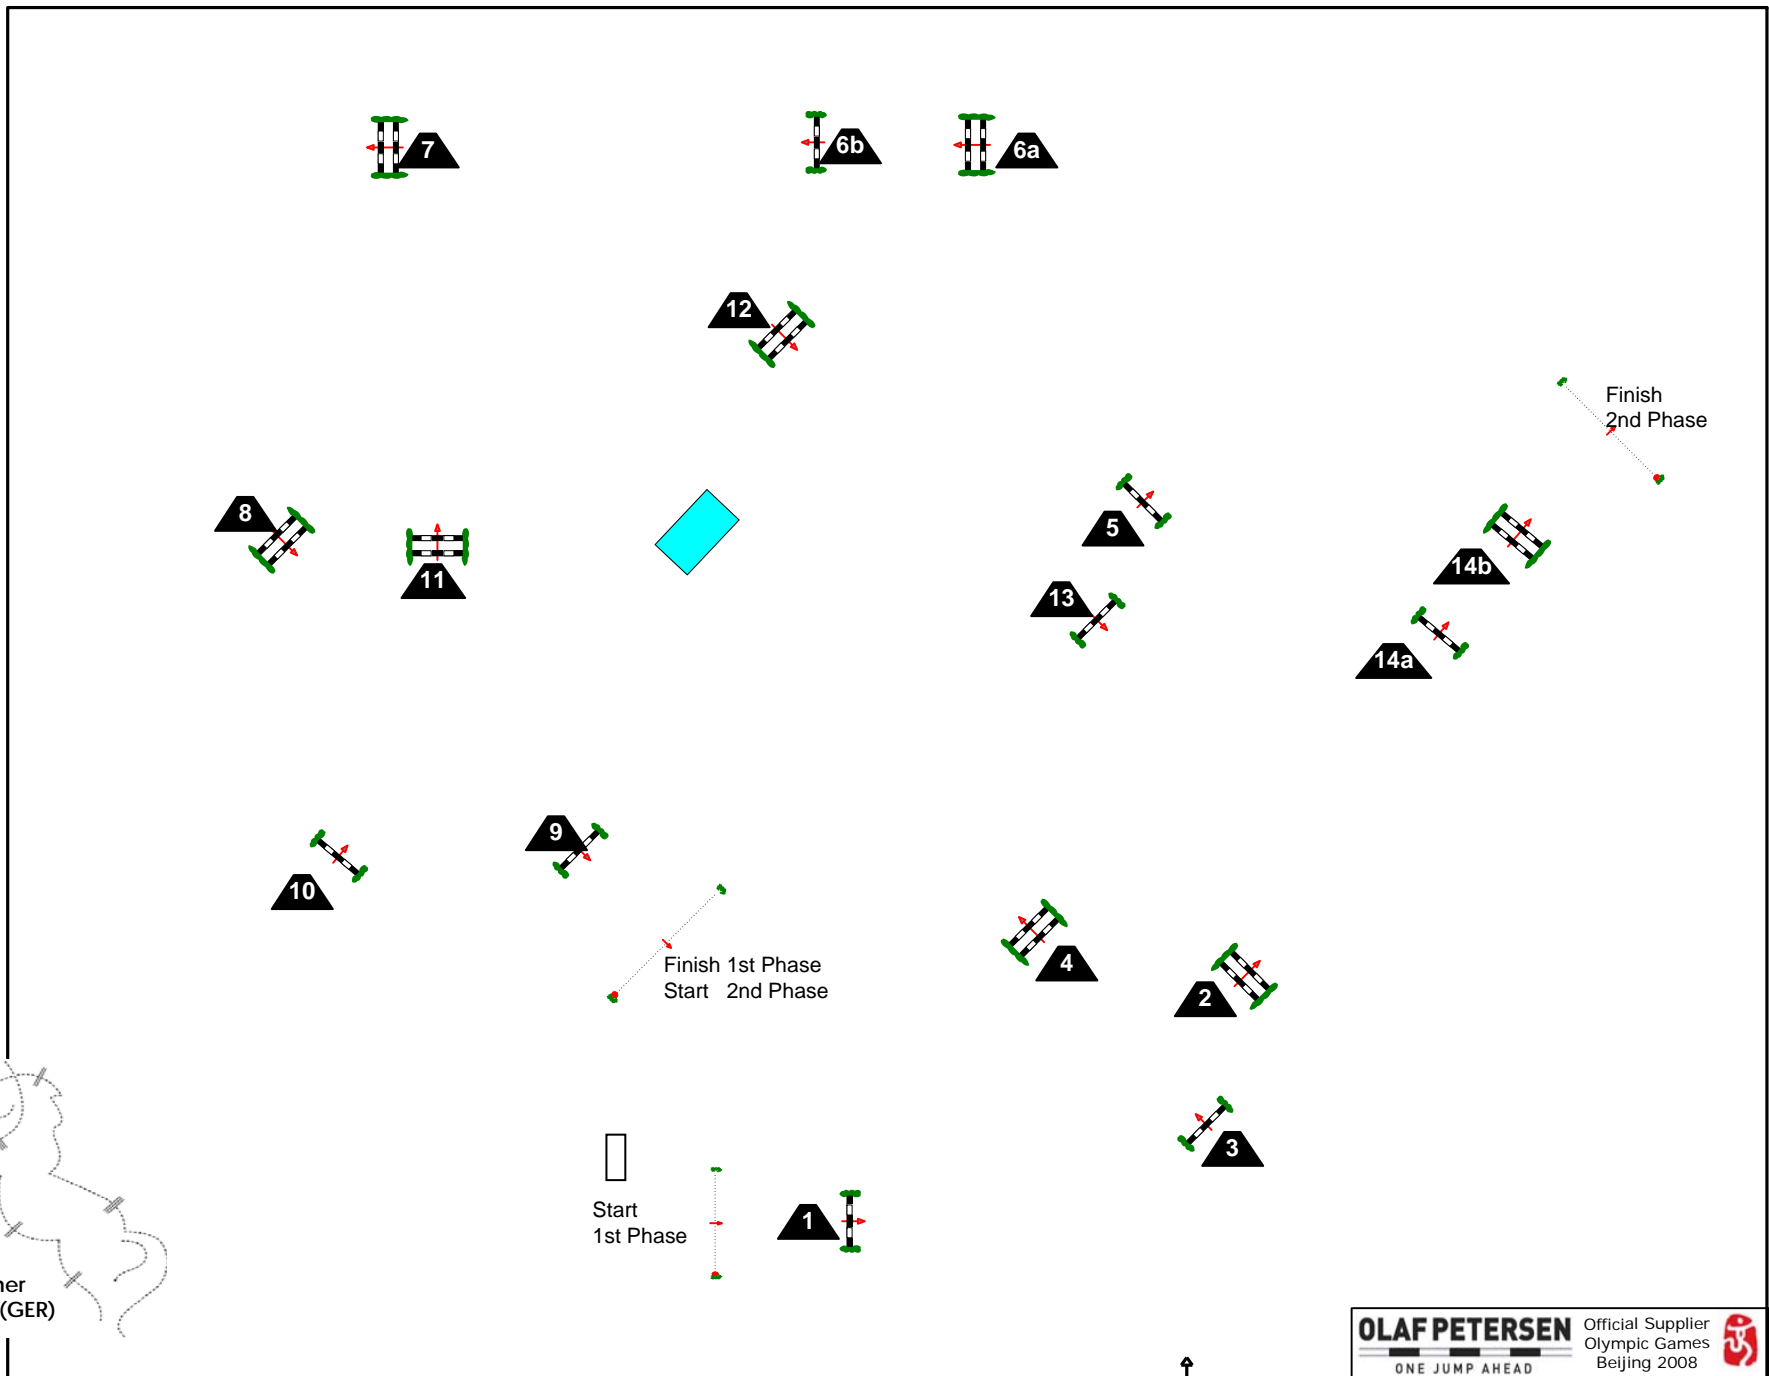 7
6b
6a
12
Finish
2nd Phase
8
11
5
13
14b
14a
9
10
4
2
Finish 1st Phase
Start 2nd Phase
3
Start
1st Phase
1
(GER)
OLAF PETERSEN
ONE JUMP AHEAD
Official Supplier
Olympic Games
Beijing 2008